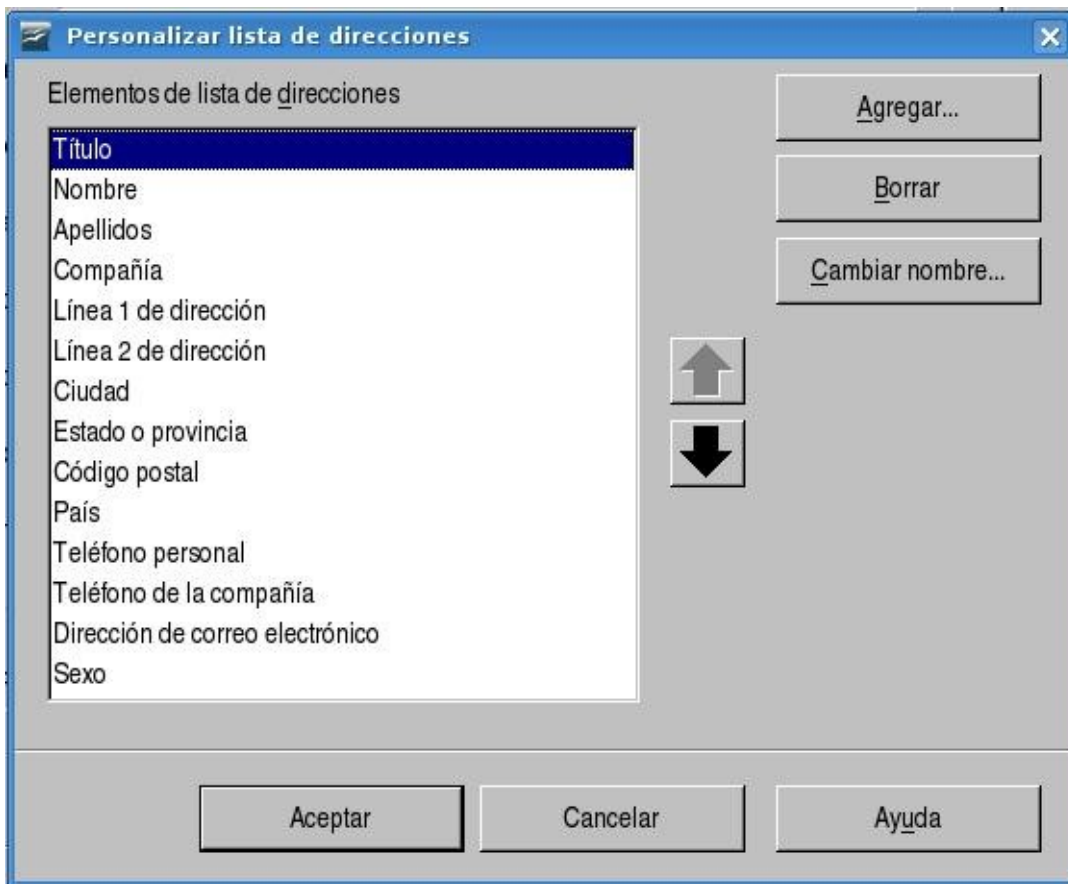 Personalizar lista de direcciones
Elementos de lista de direcciones
Título
Nombre
Apellidos
Compañía
Línea 1 de dirección
Línea 2 de dirección
Ciudad
Estado o provincia
Código postal
País
Teléfono personal
Teléfono de la compañía
Dirección de correo electrónico
Sexo
Agregar...
Borrar
Cambiar nombre...
Aceptar
Cancelar
Ayuda